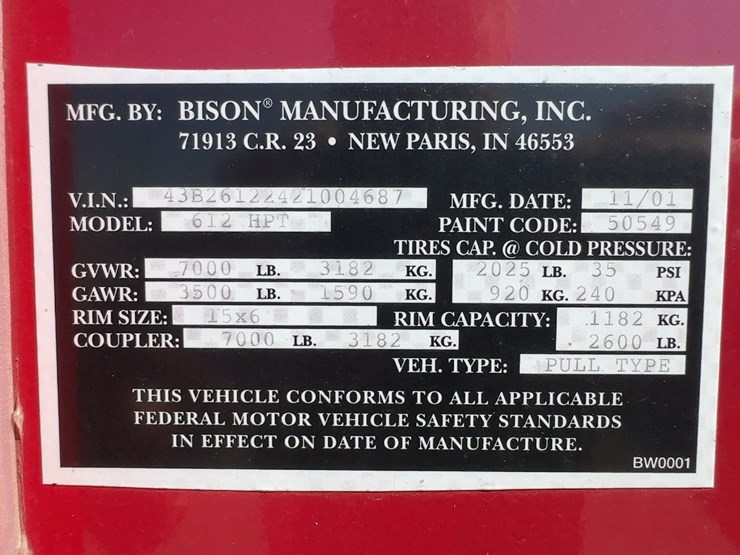 MFG. BY: BISON® MANUFACTURING, INC.
71913 C.R. 23 • NEW PARIS, IN 46553
V.I.N.: 43B26122421004687 MFG. DATE: 11/01
MODEL: 612 HPT PAINT CODE: 50549
TIRES CAP. @ COLD PRESSURE:
GVWR: 7000 LB. 3182 KG. 2025 LB. 35 PSI
GAWR: 3500 LB. 1590 KG. 920 KG. 240 KPA
RIM SIZE: 15x6 RIM CAPACITY: 1182 KG.
COUPLER: 7000 LB. 3182 KG. 2600 LB.
VEH. TYPE: PULL TYPE
THIS VEHICLE CONFORMS TO ALL APPLICABLE
FEDERAL MOTOR VEHICLE SAFETY STANDARDS
IN EFFECT ON DATE OF MANUFACTURE.
BW0001